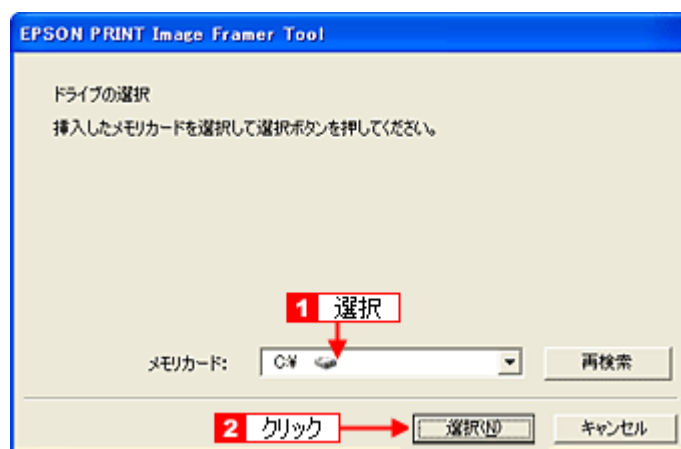 EPSON PRINT Image Framer Tool
ドライブの選択
挿入したメモリカードを選択して選択ボタンを押してください。
1 選択
メモリカード: C:¥ 再検索
2 クリック 選択(N) キャンセル